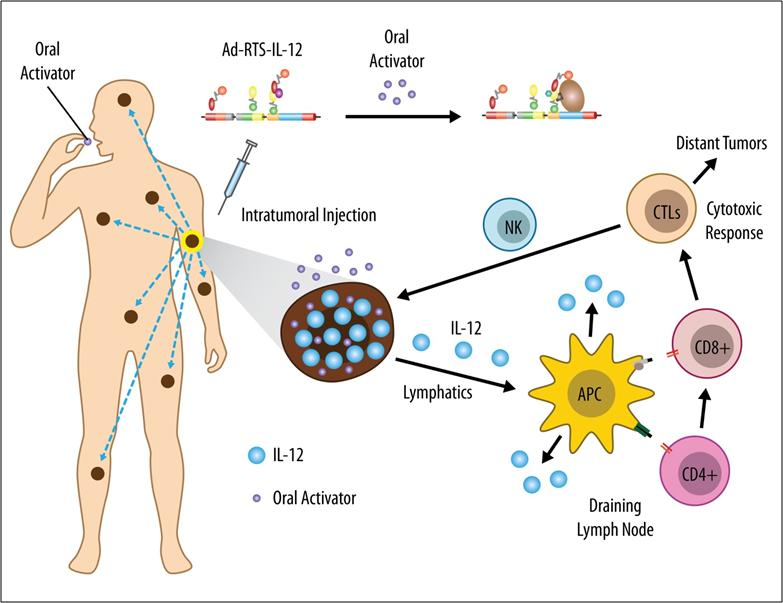 Oral
Activator
Ad-RTS-IL-12
Oral
Activator
Distant Tumors
Intratumoral Injection
NK
CTLs
Cytotoxic
Response
IL-12
Lymphatics
APC
CD8+
CD4+
IL-12
Oral Activator
Draining
Lymph Node